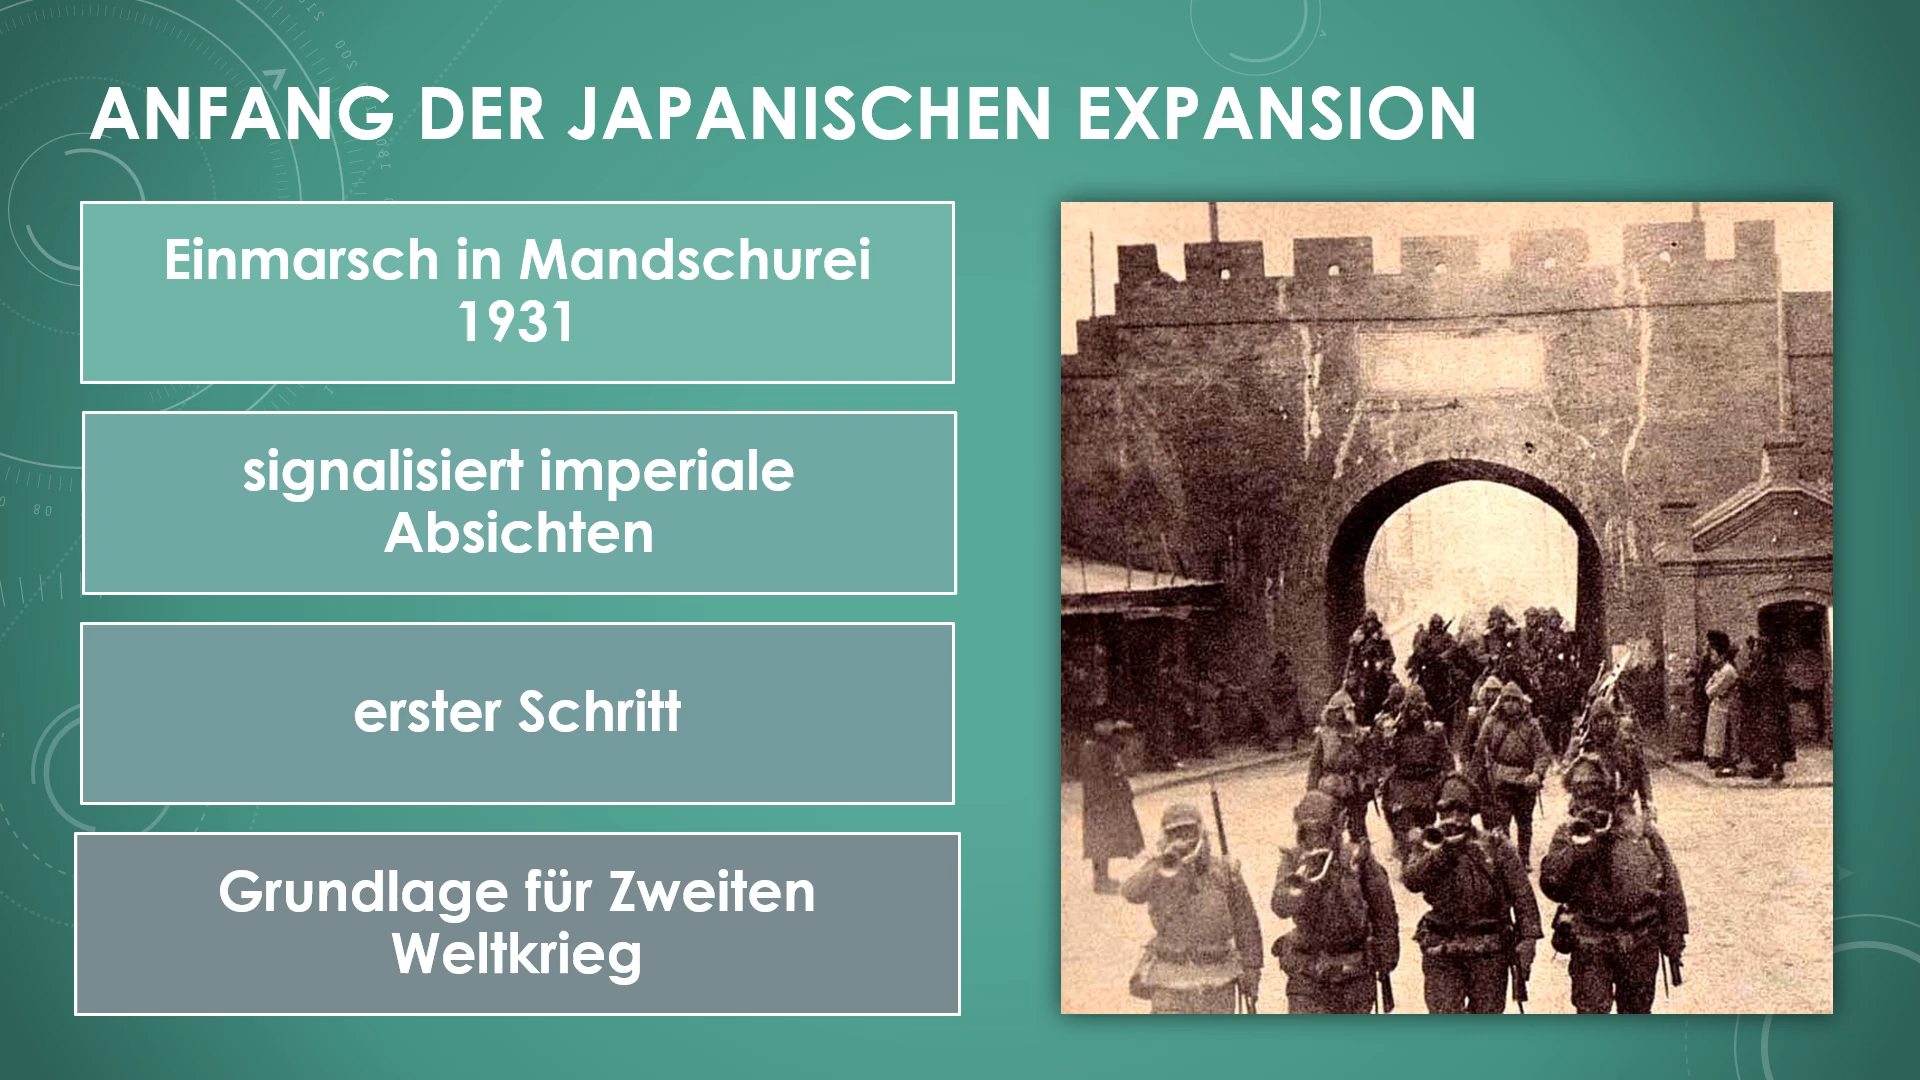 ANFANG DER JAPANISCHEN EXPANSION
Einmarsch in Mandschurei
1931
signalisiert imperiale
Absichten
erster Schritt
Grundlage für Zweiten
Weltkrieg